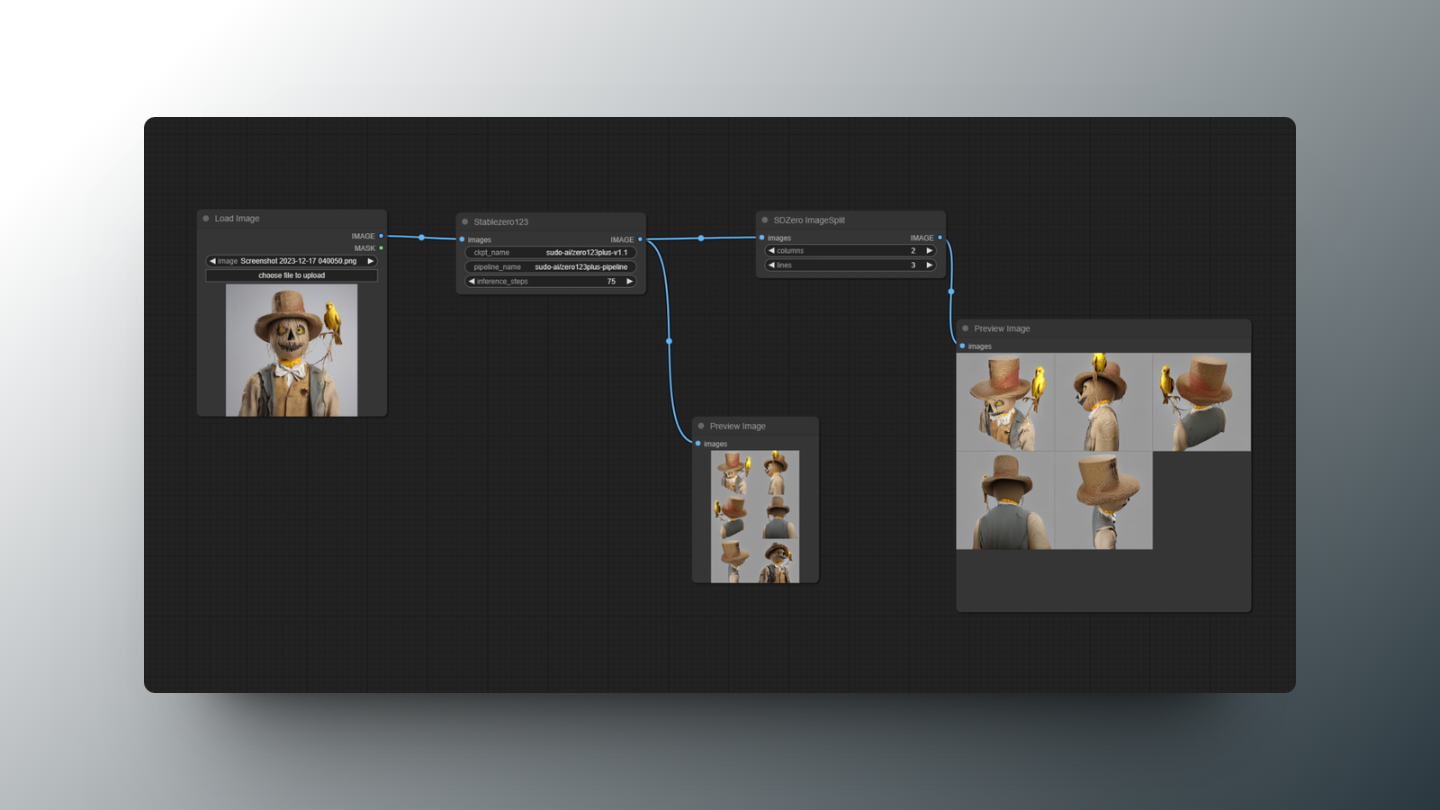 Load Image
IMAGE
MASK
image Screenshot 2023-12-17 040050.png
choose file to upload
Stablezero123
images IMAGE
ckpt_name sudo-ai/zero123plus-v1.1
pipeline_name sudo-ai/zero123plus-pipeline
inference_steps 75
SDZero ImageSplit
images IMAGE
columns 2
lines 3
Preview Image
images
Preview Image
images